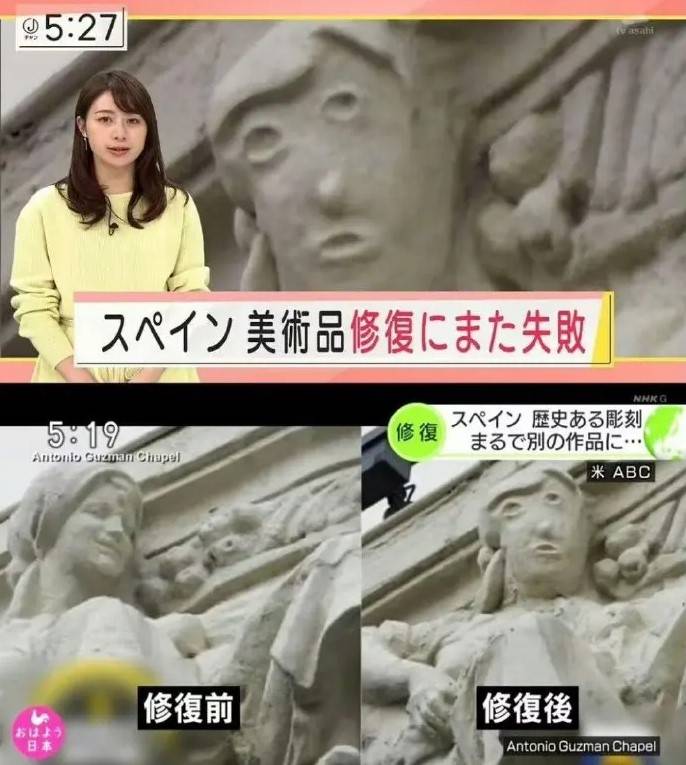 J
チャン
5:27
tv asahi
スペイン 美術品修復にまた失敗
NHK G
5:19
Antonio Guzman Chapel
修復
スペイン 歴史ある彫刻
まるで別の作品に…
米 ABC
修復前
修復後
おはよう
日本
Antonio Guzman Chapel